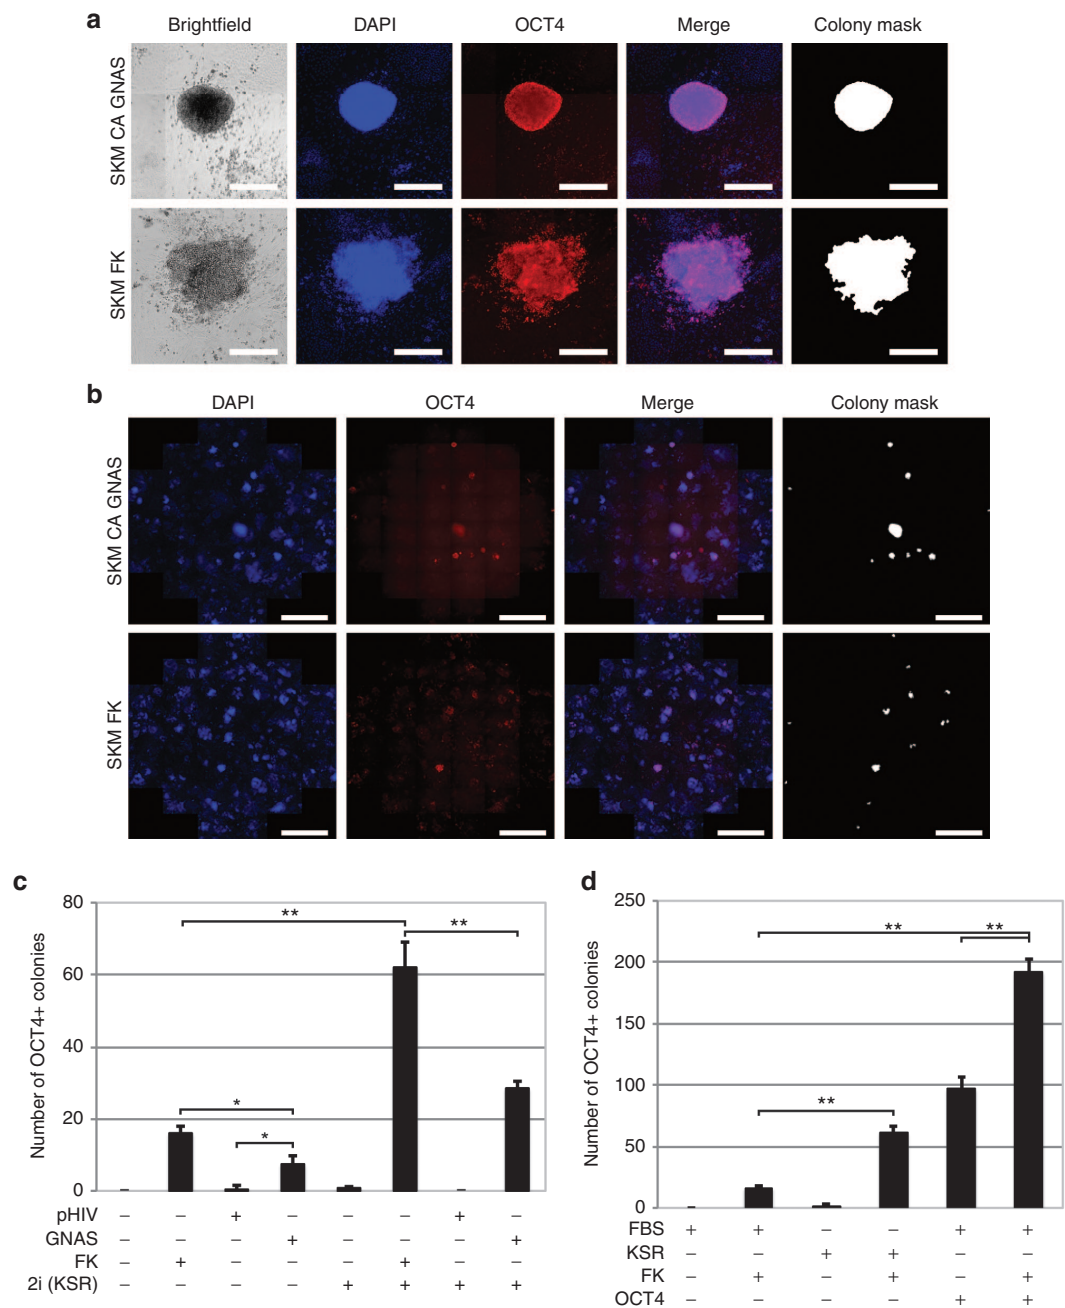 a
Brightfield DAPI OCT4 Merge Colony mask
SKM CA GNAS
SKM FK
b
DAPI OCT4 Merge Colony mask
SKM CA GNAS
SKM FK
c
Number of OCT4+ colonies
80
60
40
20
0
** **
*
*
pHIV – – + – – – + –
GNAS – – – + – – – +
FK – + – – – + – –
2i (KSR) – – – – + + + +
d
Number of OCT4+ colonies
250
200
150
100
50
0
** **
**
FBS + + – – + +
KSR – – + + – –
FK – + – + – +
OCT4 – – – – + +